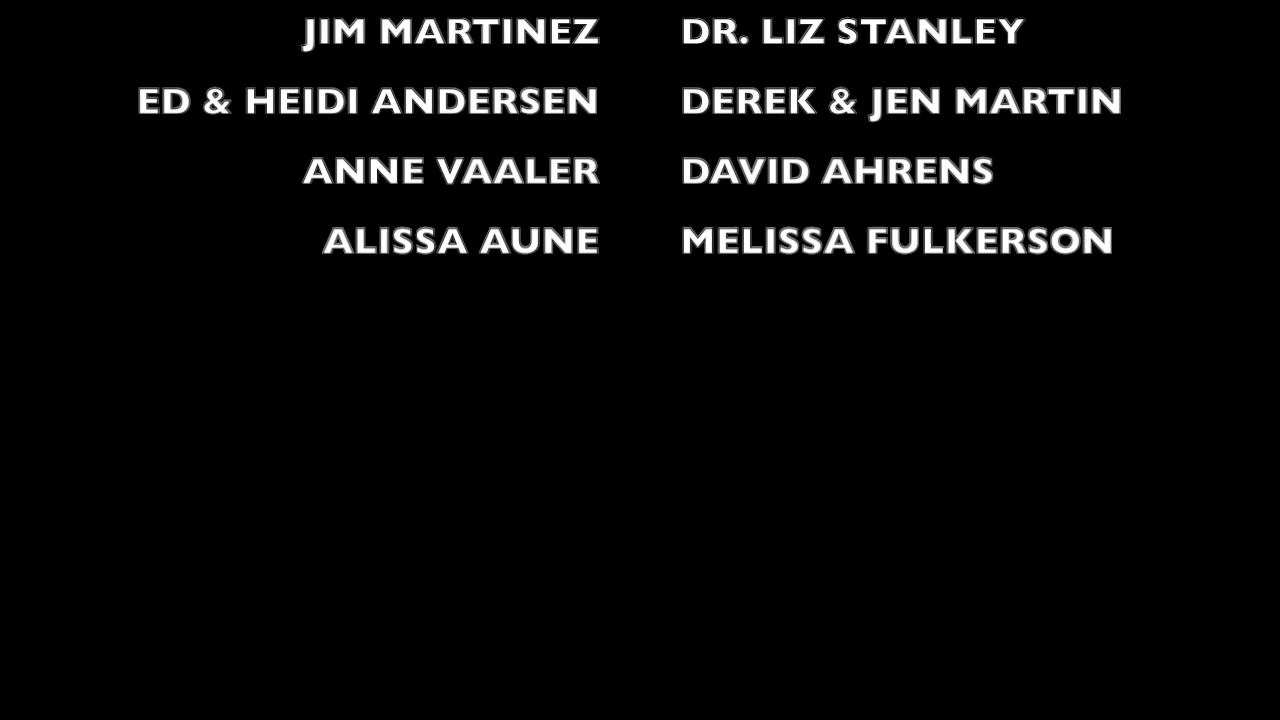 JIM MARTINEZ DR. LIZ STANLEY
ED & HEIDI ANDERSEN DEREK & JEN MARTIN
ANNE VAALER DAVID AHRENS
ALISSA AUNE MELISSA FULKERSON